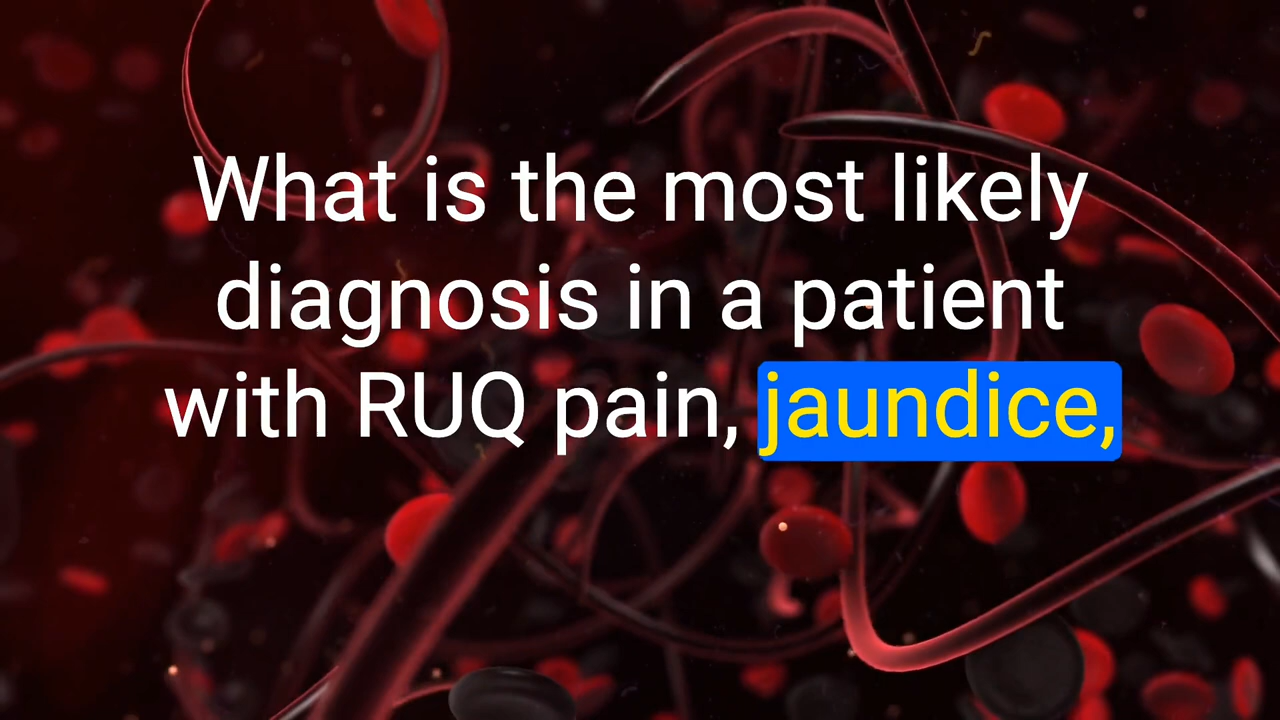 What is the most likely
diagnosis in a patient
with RUQ pain, jaundice,